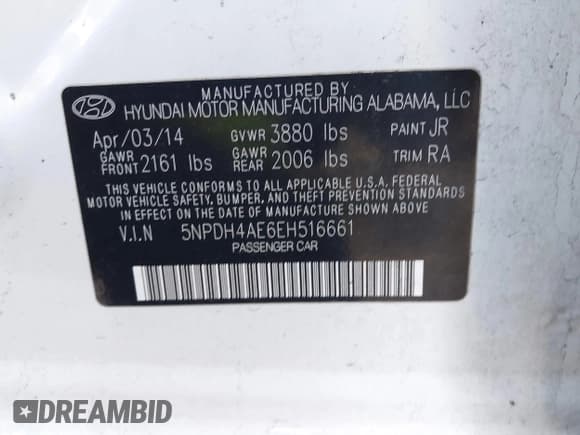 MANUFACTURED BY
HYUNDAI MOTOR MANUFACTURING ALABAMA, LLC
Apr/03/14 GVWR 3880 lbs PAINT JR
GAWR FRONT 2161 lbs GAWR REAR 2006 lbs TRIM RA
THIS VEHICLE CONFORMS TO ALL APPLICABLE U.S.A. FEDERAL
MOTOR VEHICLE SAFETY, BUMPER, AND THEFT PREVENTION STANDARDS
IN EFFECT ON THE DATE OF MANUFACTURE SHOWN ABOVE.
V.I.N 5NPDH4AE6EH516661
PASSENGER CAR
DREAMBID